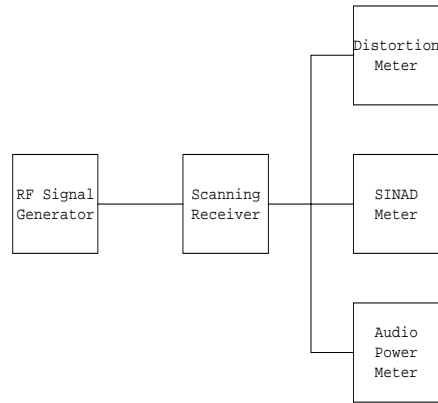 Distortion
Meter
RF Signal
Generator
Scanning
Receiver
SINAD
Meter
Audio
Power
Meter